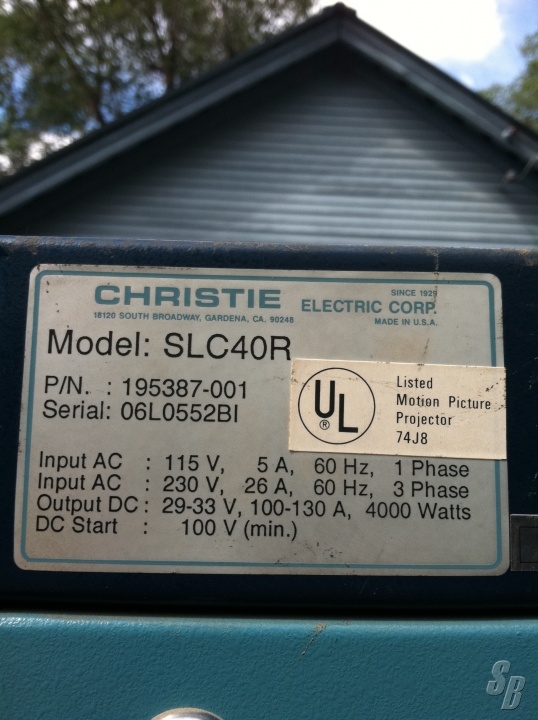 CHRISTIE ELECTRIC CORP.
SINCE 1929
18120 SOUTH BROADWAY, GARDENA, CA. 90248
MADE IN U.S.A.
Model: SLC40R
P/N. : 195387-001
Serial: 06L0552BI
UL
®
Listed
Motion Picture
Projector
74J8
Input AC : 115 V, 5 A, 60 Hz, 1 Phase
Input AC : 230 V, 26 A, 60 Hz, 3 Phase
Output DC : 29-33 V, 100-130 A, 4000 Watts
DC Start : 100 V (min.)
SB